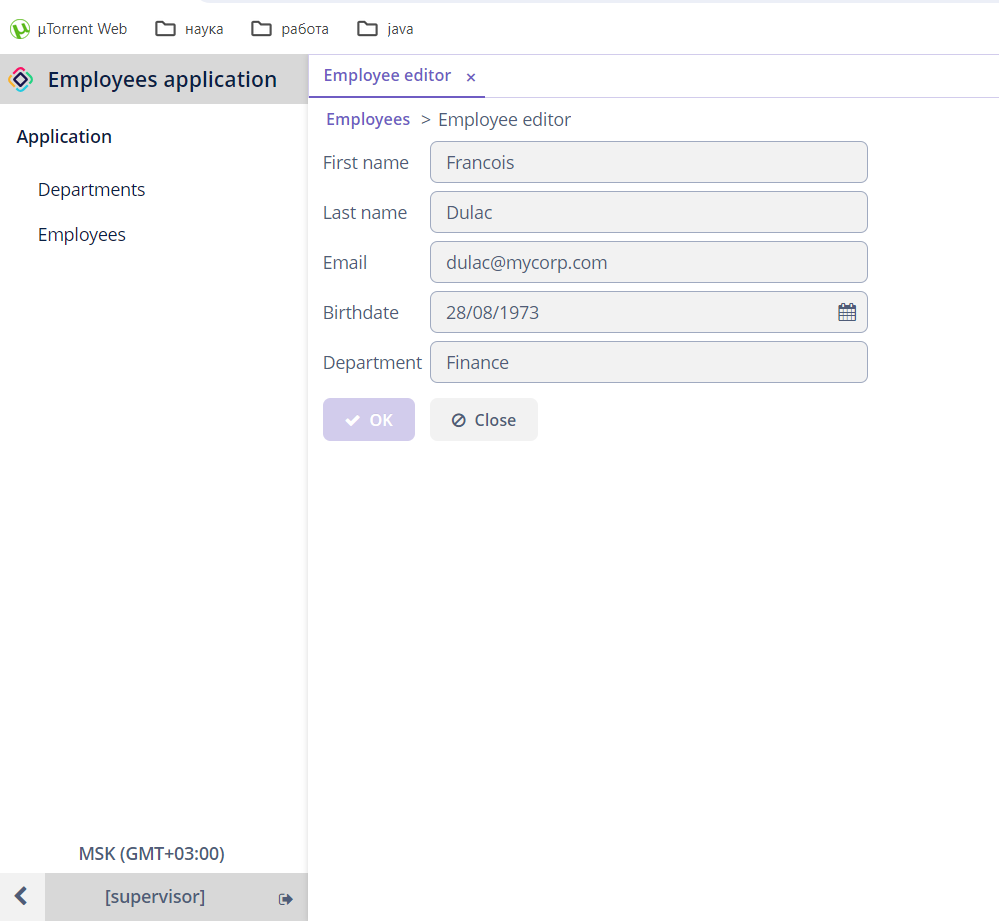 µTorrent Web наука работа java
Employees application
Employee editor ×
Application
Employees > Employee editor
First name Francois
Departments
Last name Dulac
Employees
Email dulac@mycorp.com
Birthdate 28/08/1973
Department Finance
OK Close
MSK (GMT+03:00)
[supervisor]